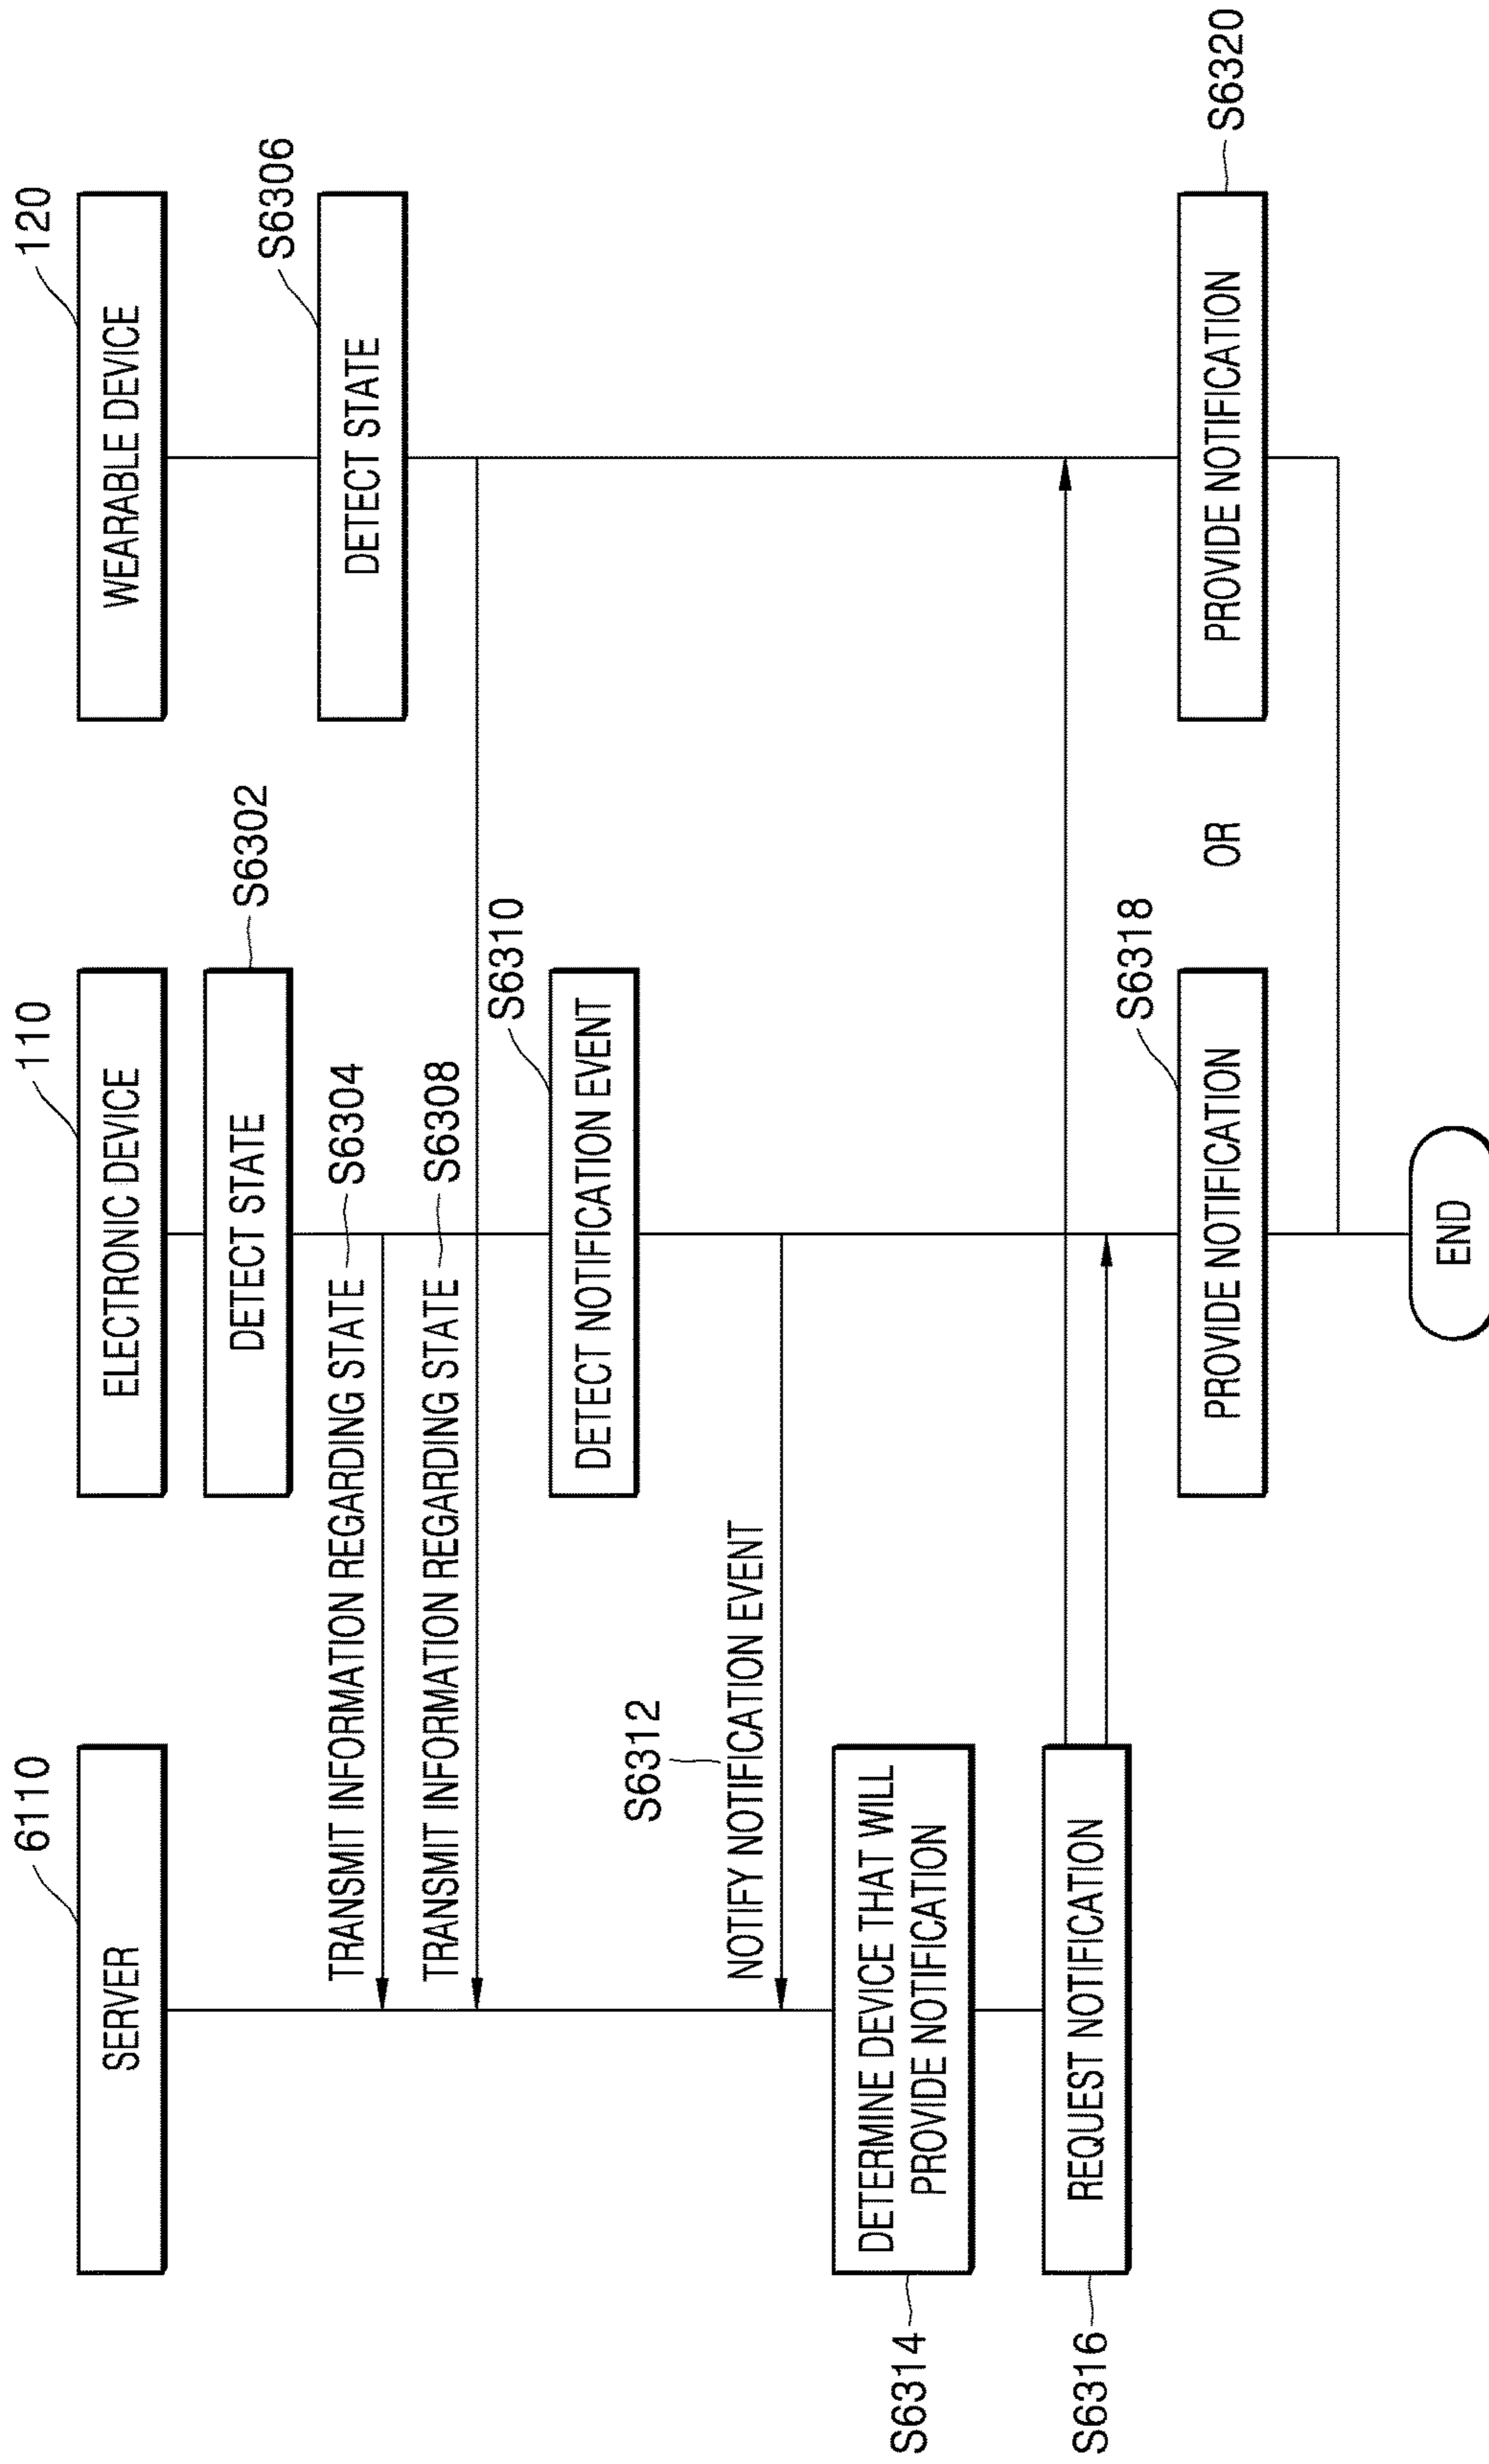 6110
110
120
SERVER
ELECTRONIC DEVICE
WEARABLE DEVICE
DETECT STATE
S6302
TRANSMIT INFORMATION REGARDING STATE
S6304
DETECT STATE
S6306
TRANSMIT INFORMATION REGARDING STATE
S6308
DETECT NOTIFICATION EVENT
S6310
S6312
NOTIFY NOTIFICATION EVENT
S6314
DETERMINE DEVICE THAT WILL
PROVIDE NOTIFICATION
S6316
REQUEST NOTIFICATION
S6318
PROVIDE NOTIFICATION
OR
PROVIDE NOTIFICATION
S6320
END